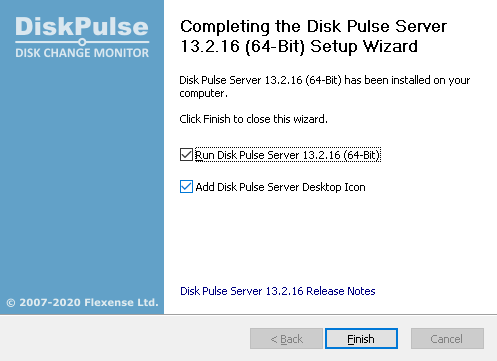 DiskPulse
DISK CHANGE MONITOR
Completing the Disk Pulse Server
13.2.16 (64-Bit) Setup Wizard
Disk Pulse Server 13.2.16 (64-Bit) has been installed on your
computer.
Click Finish to close this wizard.
Run Disk Pulse Server 13.2.16 (64-Bit)
Add Disk Pulse Server Desktop Icon
Disk Pulse Server 13.2.16 Release Notes
© 2007-2020 Flexense Ltd.
< Back
Finish
Cancel